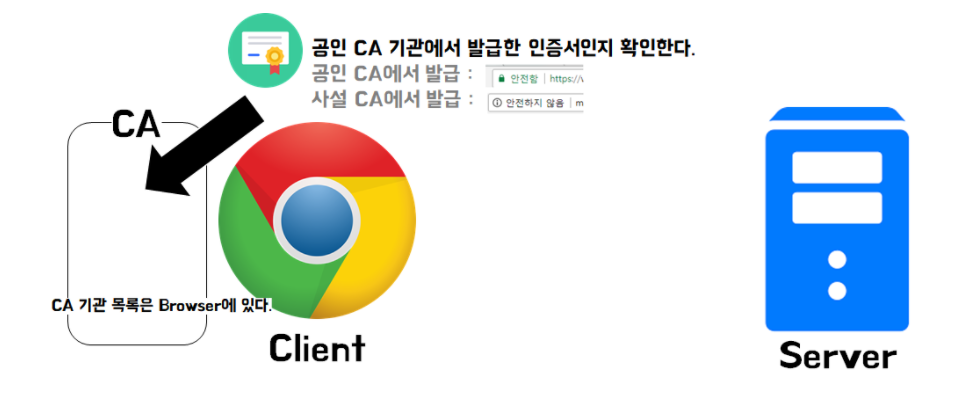 공인 CA 기관에서 발급한 인증서인지 확인한다.
공인 CA에서 발급 : 안전함 | https://
사설 CA에서 발급 : 안전하지 않음 | m
CA
CA 기관 목록은 Browser에 있다.
Client
Server